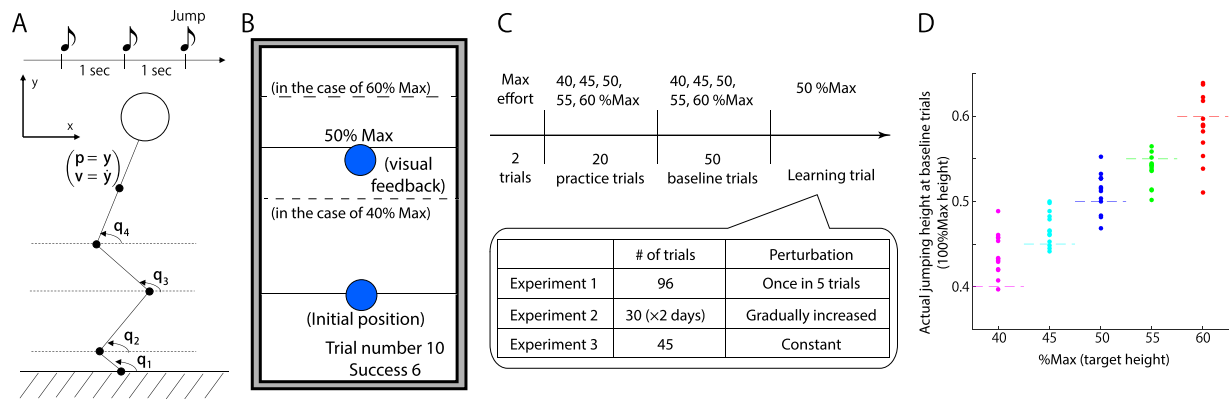 A
Jump
1 sec
1 sec
y
x
p = y
v = ẏ
q4
q3
q2
q1
B
(in the case of 60% Max)
50% Max
(visual
feedback)
(in the case of 40% Max)
(Initial position)
Trial number 10
Success 6
C
Max
effort
40, 45, 50,
55, 60 %Max
40, 45, 50,
55, 60 %Max
50 %Max
2
trials
20
practice trials
50
baseline trials
Learning trial
# of trials Perturbation
Experiment 1 96 Once in 5 trials
Experiment 2 30 (×2 days) Gradually increased
Experiment 3 45 Constant
D
Actual jumping height at baseline trials
(100%Max height)
0.6
0.5
0.4
40 45 50 55 60
%Max (target height)